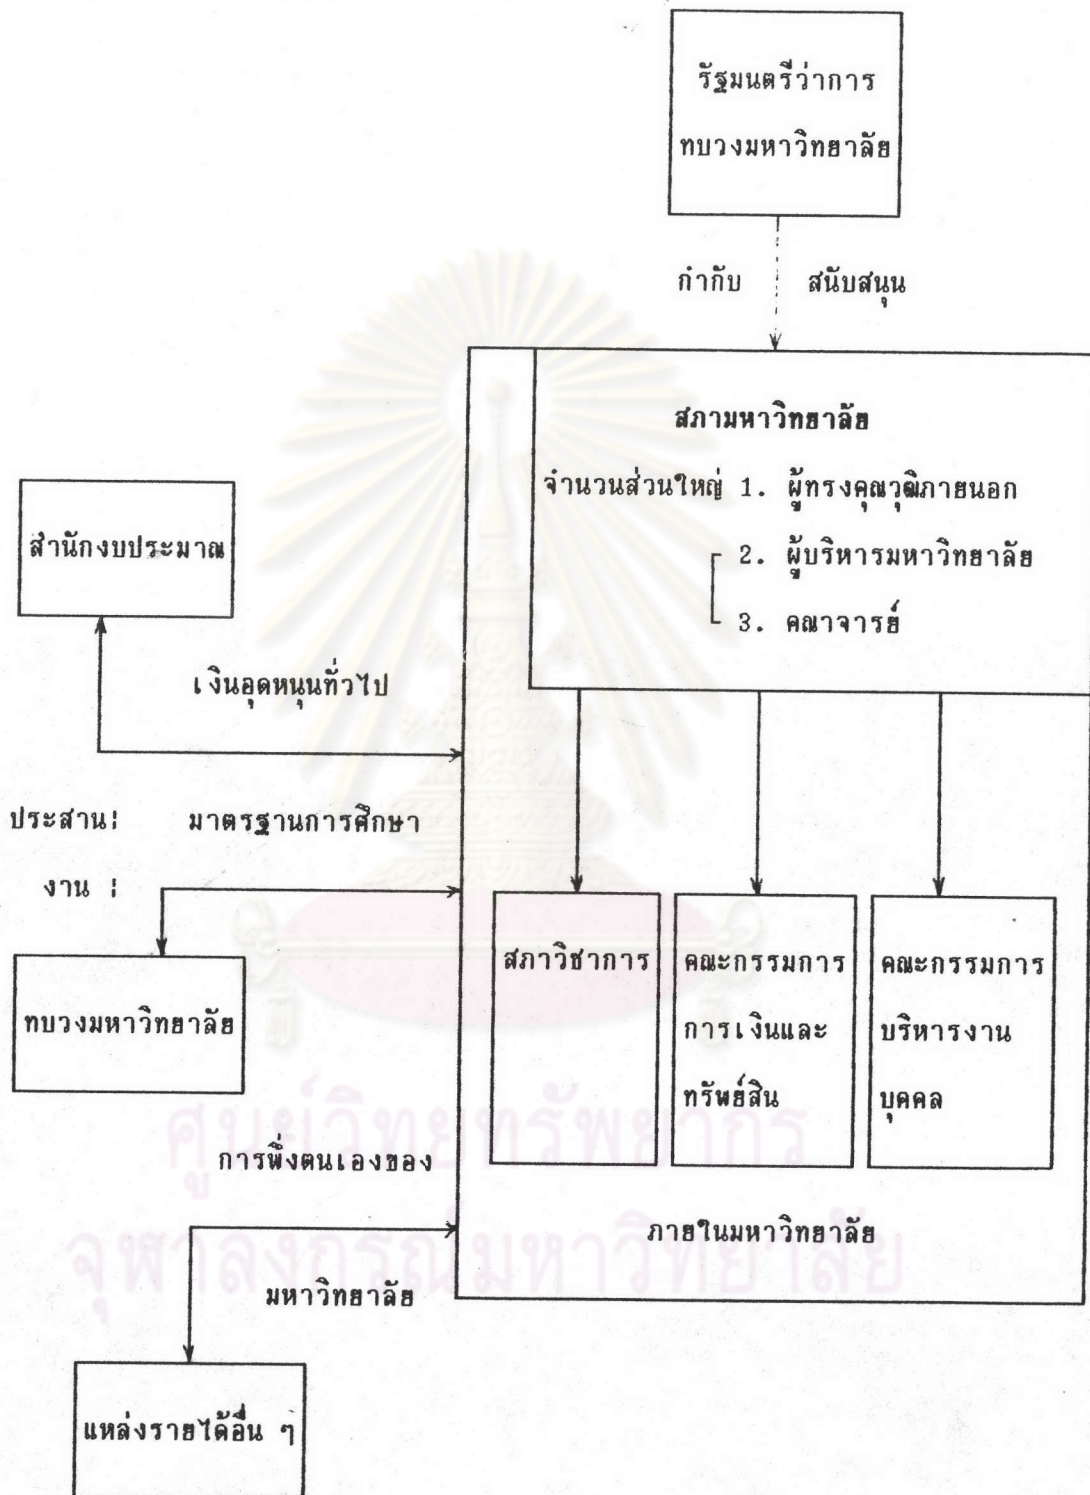 รัฐมนตรีว่าการ
ทบวงมหาวิทยาลัย
กำกับ สนับสนุน
สภามหาวิทยาลัย
จำนวนส่วนใหญ่ 1. ผู้ทรงคุณวุฒิภายนอก
2. ผู้บริหารมหาวิทยาลัย
3. คณาจารย์
สำนักงบประมาณ
เงินอุดหนุนทั่วไป
ประสาน มาตรฐานการศึกษา
งาน
ทบวงมหาวิทยาลัย
สภาวิชาการ
คณะกรรมการ
การเงินและ
ทรัพย์สิน
คณะกรรมการ
บริหารงาน
บุคคล
การพึ่งตนเองของ
มหาวิทยาลัย
ภายในมหาวิทยาลัย
แหล่งรายได้อื่น ๆ
ศูนย์วิทยทรัพยากร
จุฬาลงกรณ์มหาวิทยาลัย